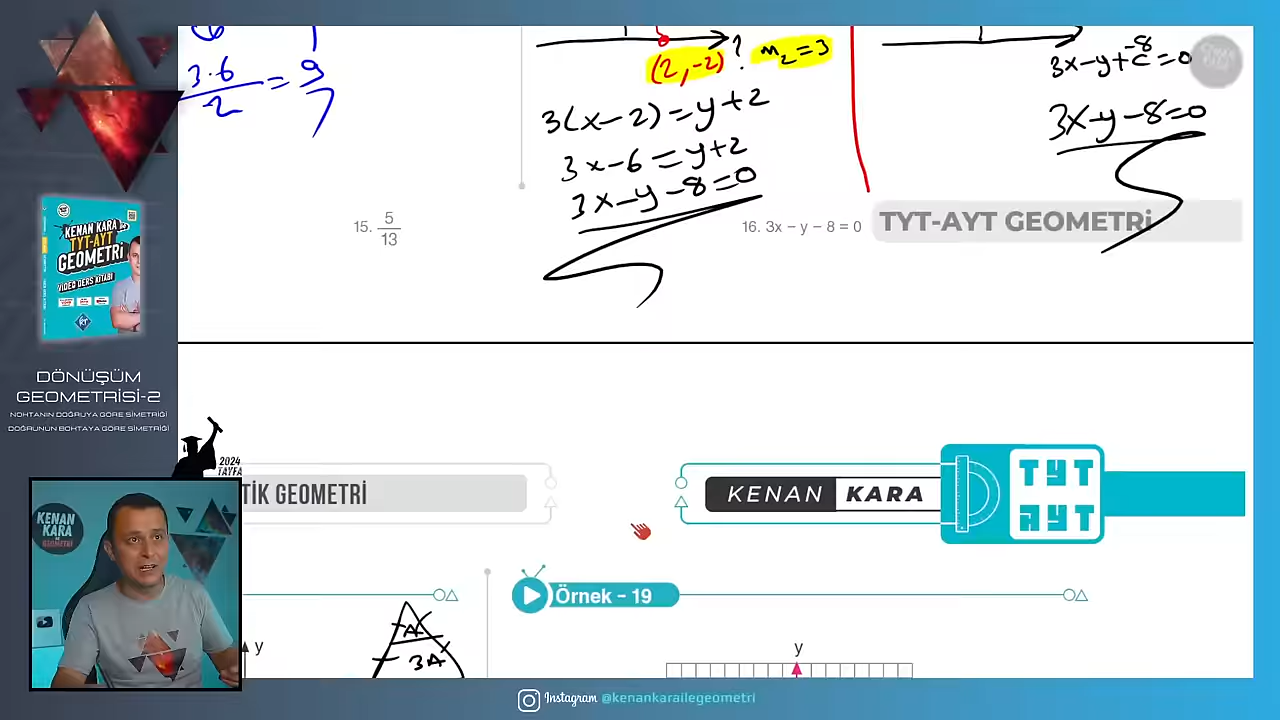 3·6
2
= 9
(2, -2)
?
m₂ = 3
3(x-2) = y+2
3x-6 = y+2
3x-y-8=0
-8
3x-y+c=0
3x-y-8=0
15. 5/13
16. 3x – y – 8 = 0
TYT-AYT GEOMETRİ
KENAN KARA
TYT-AYT
GEOMETRİ
VİDEO DERS KİTABI
DÖNÜŞÜM
GEOMETRİSİ-2
NOHTANIN DOĞRUYA GÖRE SİMETRİĞİ
DOĞRUNUN BOHTAYA GÖRE SİMETRİĞİ
2024
TAYFA
TİK GEOMETRİ
KENAN KARA
TYT
AYT
KENAN
KARA
GEOMETRİ
Örnek - 19
y
A
3A
y
Instagram @kenankarailegeometri